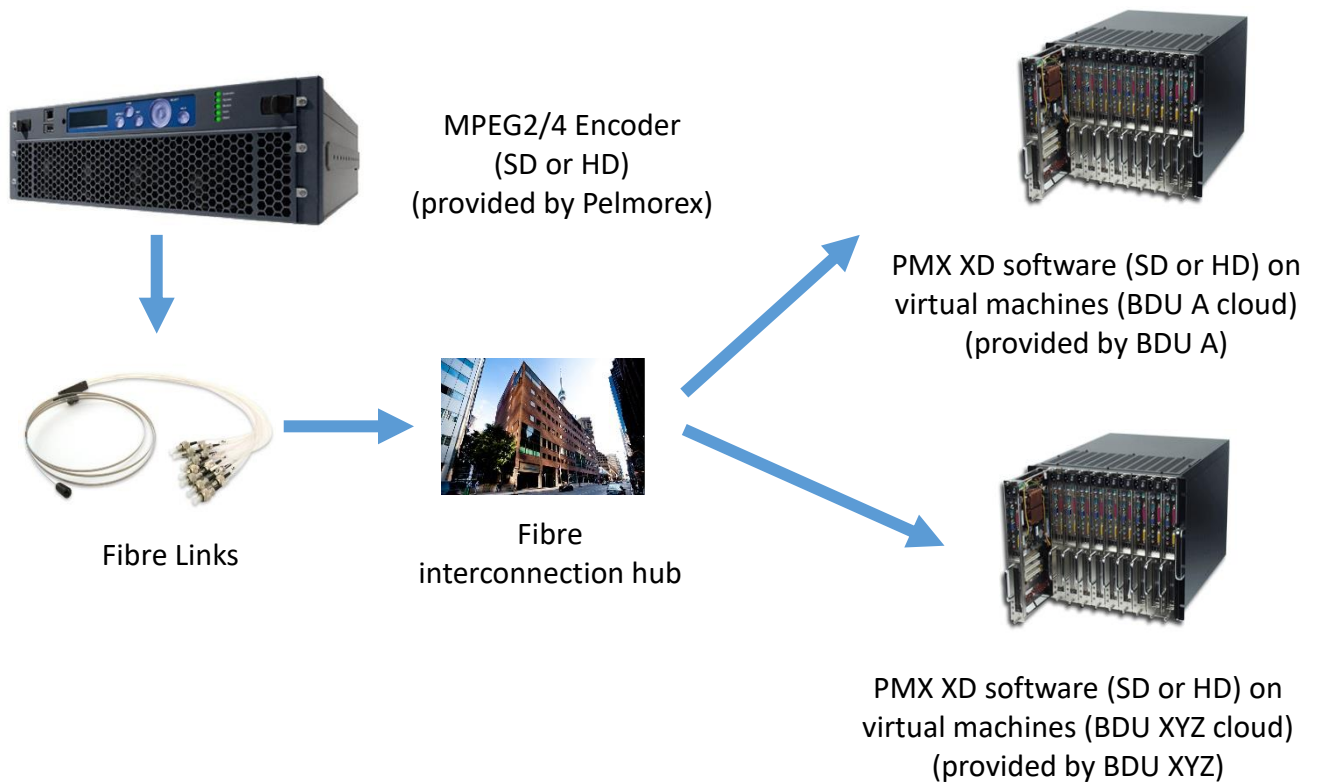 MPEG2/4 Encoder
(SD or HD)
(provided by Pelmorex)
PMX XD software (SD or HD) on
virtual machines (BDU A cloud)
(provided by BDU A)
Fibre Links
Fibre
interconnection hub
PMX XD software (SD or HD) on
virtual machines (BDU XYZ cloud)
(provided by BDU XYZ)